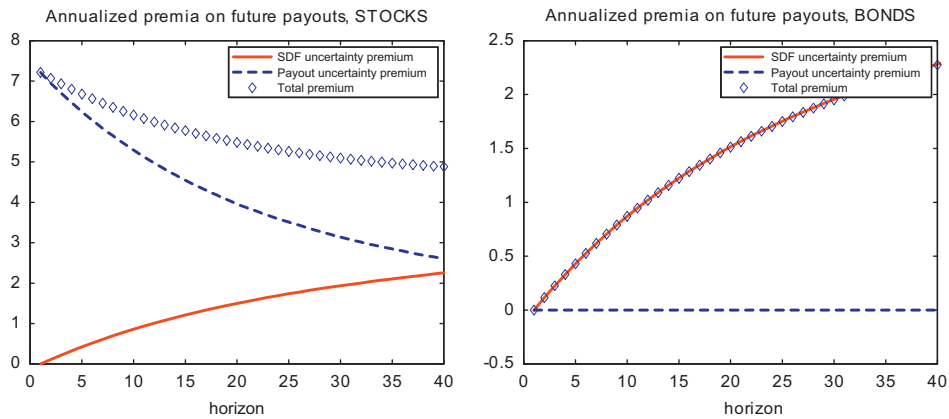 Annualized premia on future payouts, STOCKS
8
7
6
5
4
3
2
1
0
SDF uncertainty premium
Payout uncertainty premium
Total premium
0 5 10 15 20 25 30 35 40
horizon
Annualized premia on future payouts, BONDS
2.5
2
1.5
1
0.5
0
-0.5
SDF uncertainty premium
Payout uncertainty premium
Total premium
0 5 10 15 20 25 30 35 40
horizon